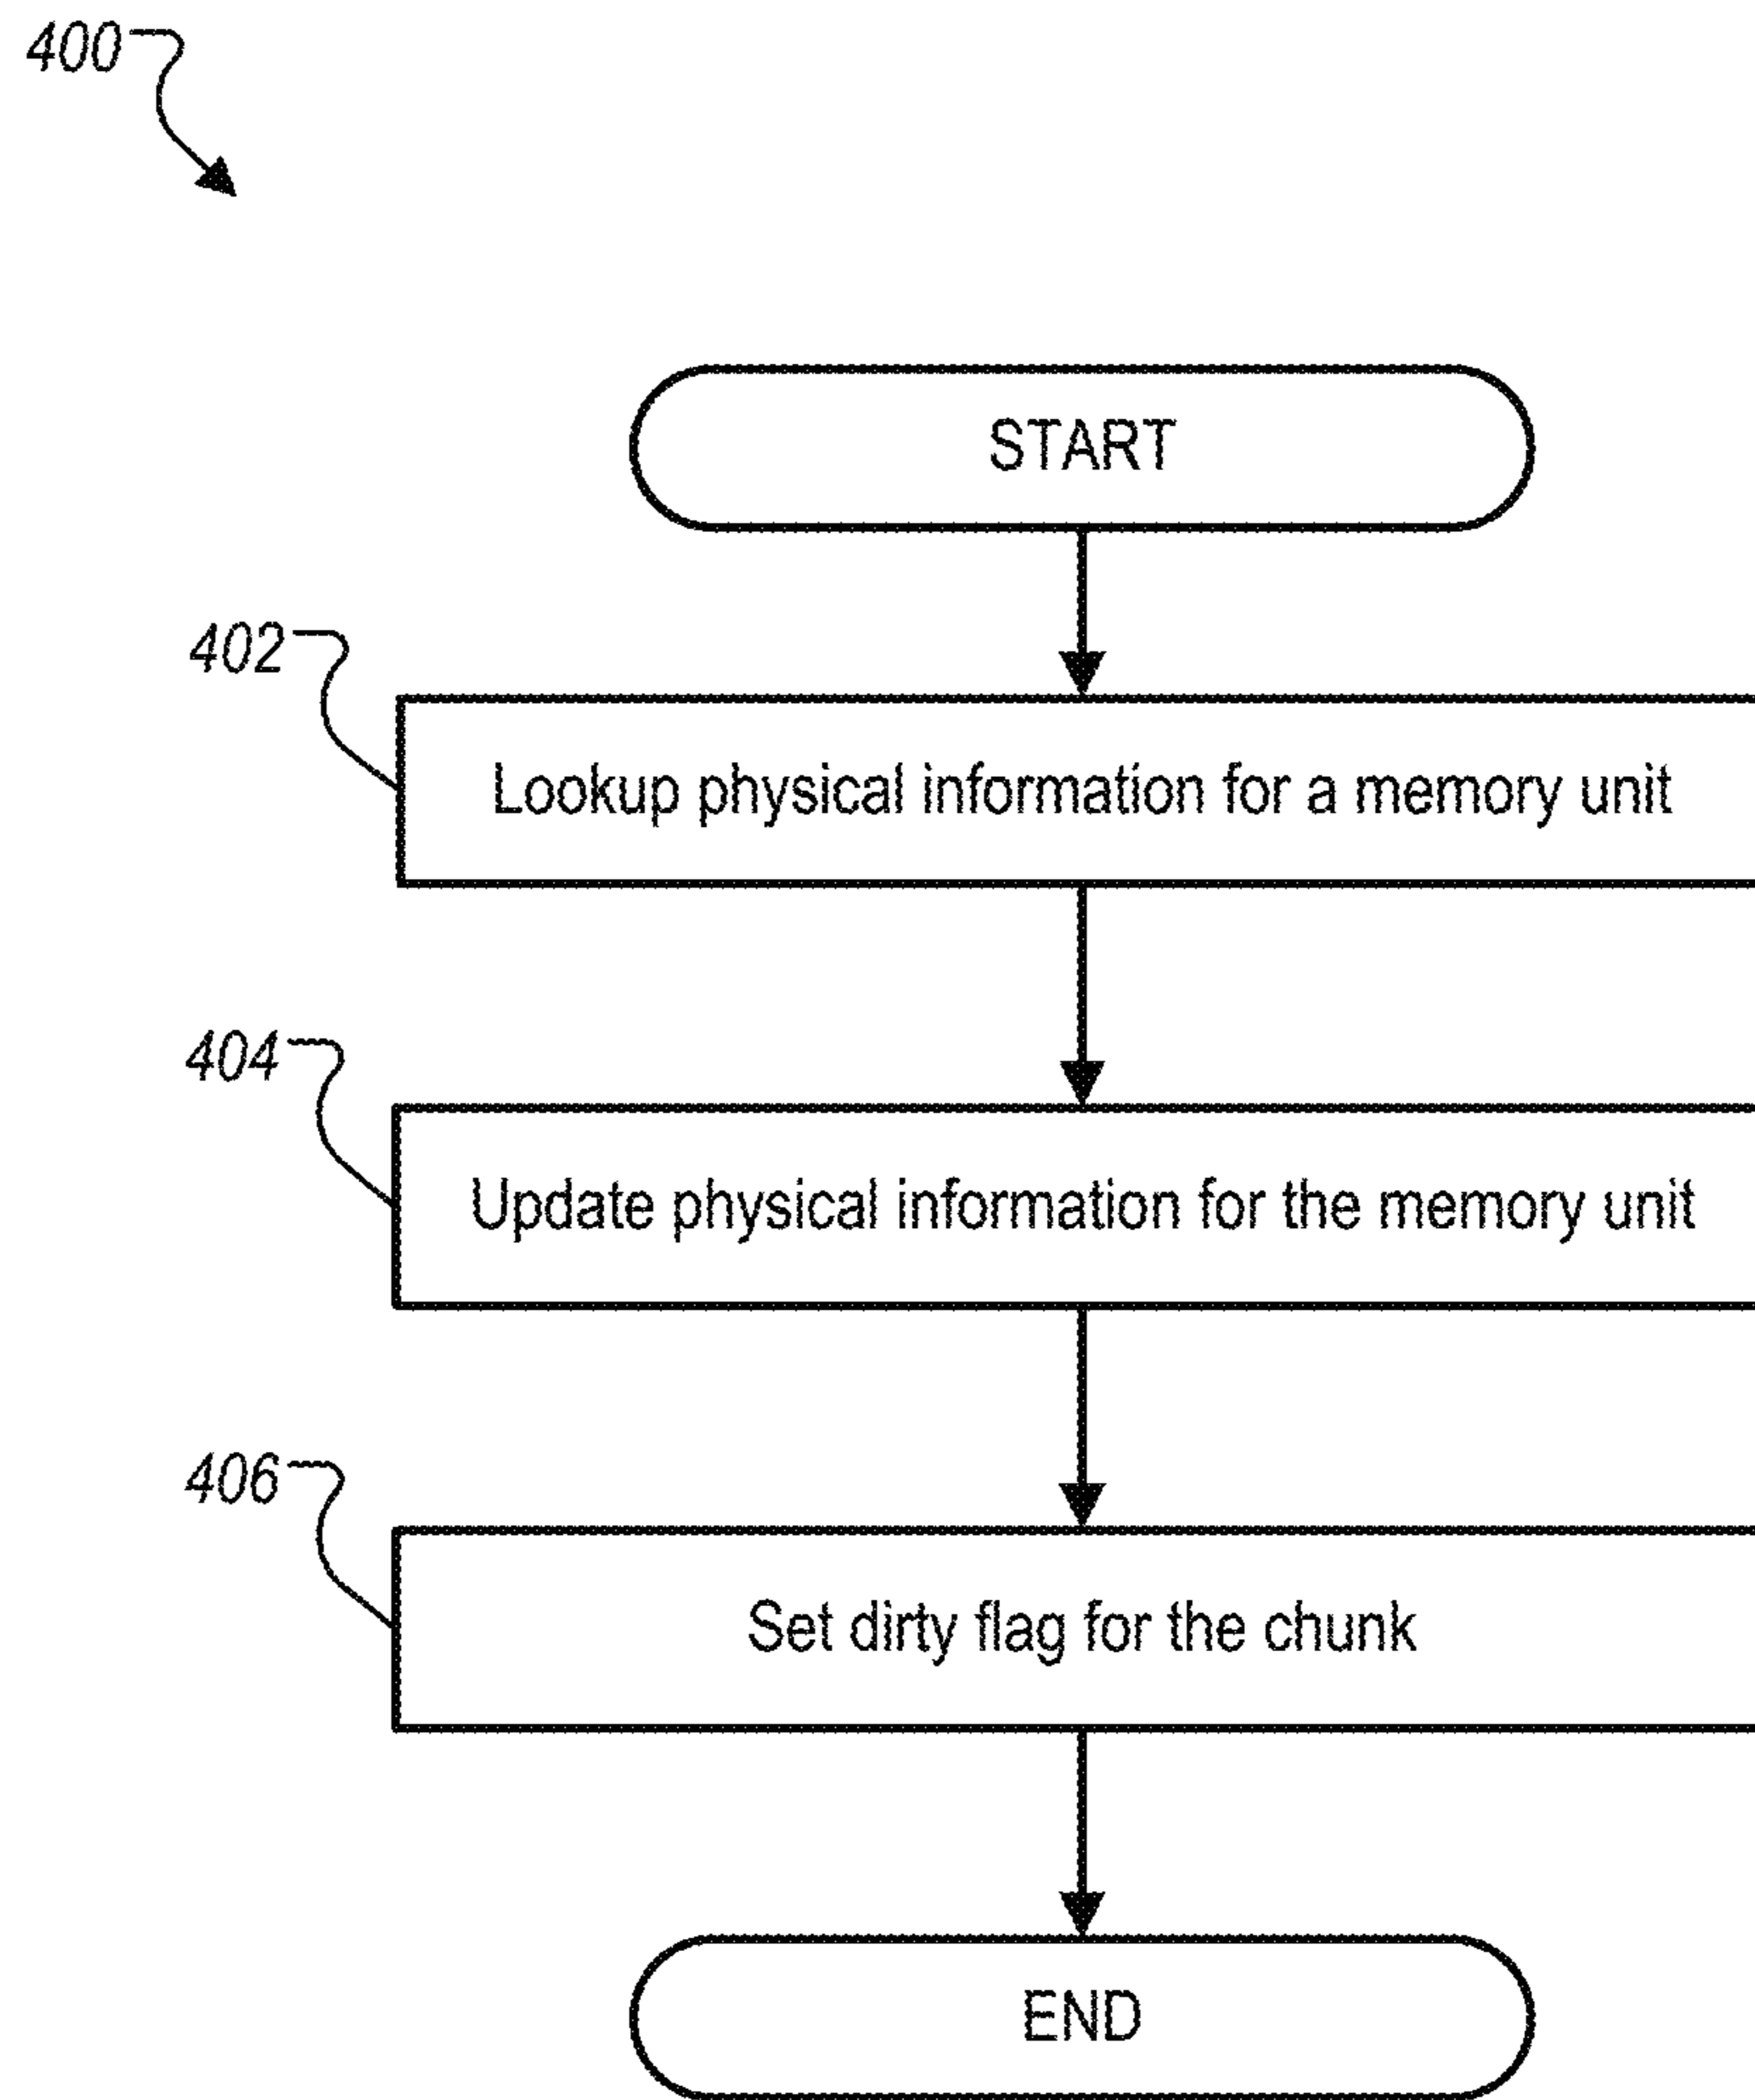 400
START
402
Lookup physical information for a memory unit
404
Update physical information for the memory unit
406
Set dirty flag for the chunk
END